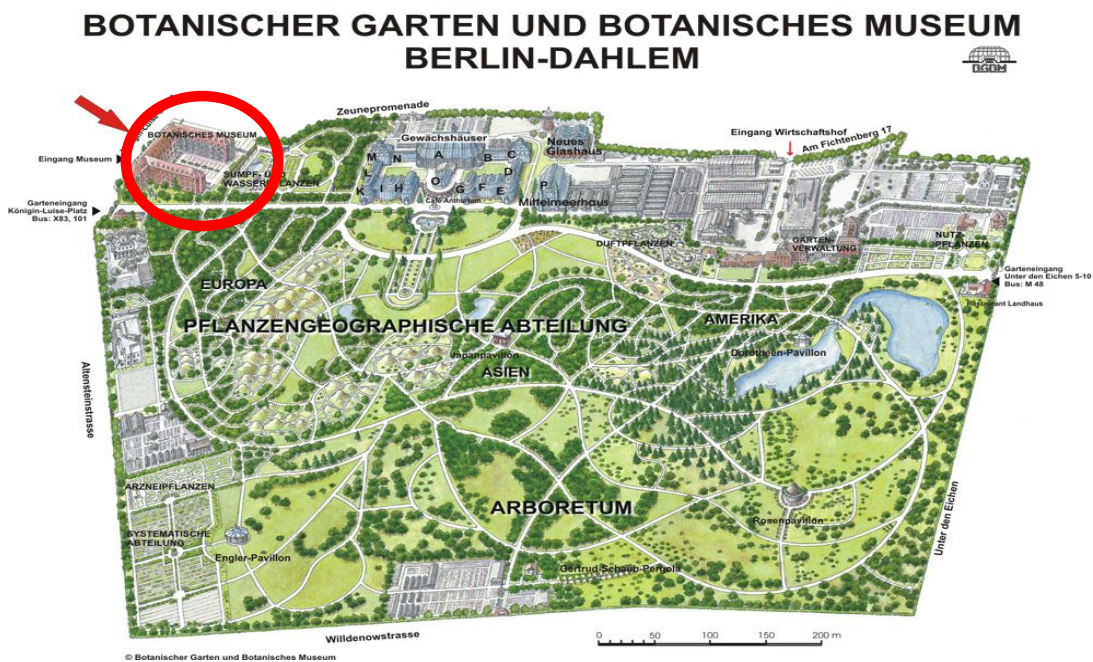 BOTANISCHER GARTEN UND BOTANISCHES MUSEUM
BERLIN-DAHLEM
BGBM
Zeunepromenade
BOTANISCHES MUSEUM
Eingang Museum
SUMPF- UND
WASSERPFLANZEN
Garteneingang
Königin-Luise-Platz
Bus: X83, 101
Gewächshäuser
M
N
A
B
C
L
D
K
I
H
O
G
F
E
Café Anthurium
Neues
Glashaus
P
Mittelmeerhaus
Eingang Wirtschaftshof
Am Fichtenberg 17
DUFTPFLANZEN
GARTEN-
VERWALTUNG
NUTZ-
PFLANZEN
Garteneingang
Unter den Eichen 5-10
Bus: M 48
Restaurant Landhaus
EUROPA
PFLANZENGEOGRAPHISCHE ABTEILUNG
AMERIKA
Japanpavillon
ASIEN
Dorotheen-Pavillon
Altensteinstrasse
ARZNEIPFLANZEN
ARBORETUM
Rosenpavillon
SYSTEMATISCHE
ABTEILUNG
Engler-Pavillon
Gertrud-Schaub-Pergola
Unter den Eichen
Willdenowstrasse
0 50 100 150 200 m
© Botanischer Garten und Botanisches Museum